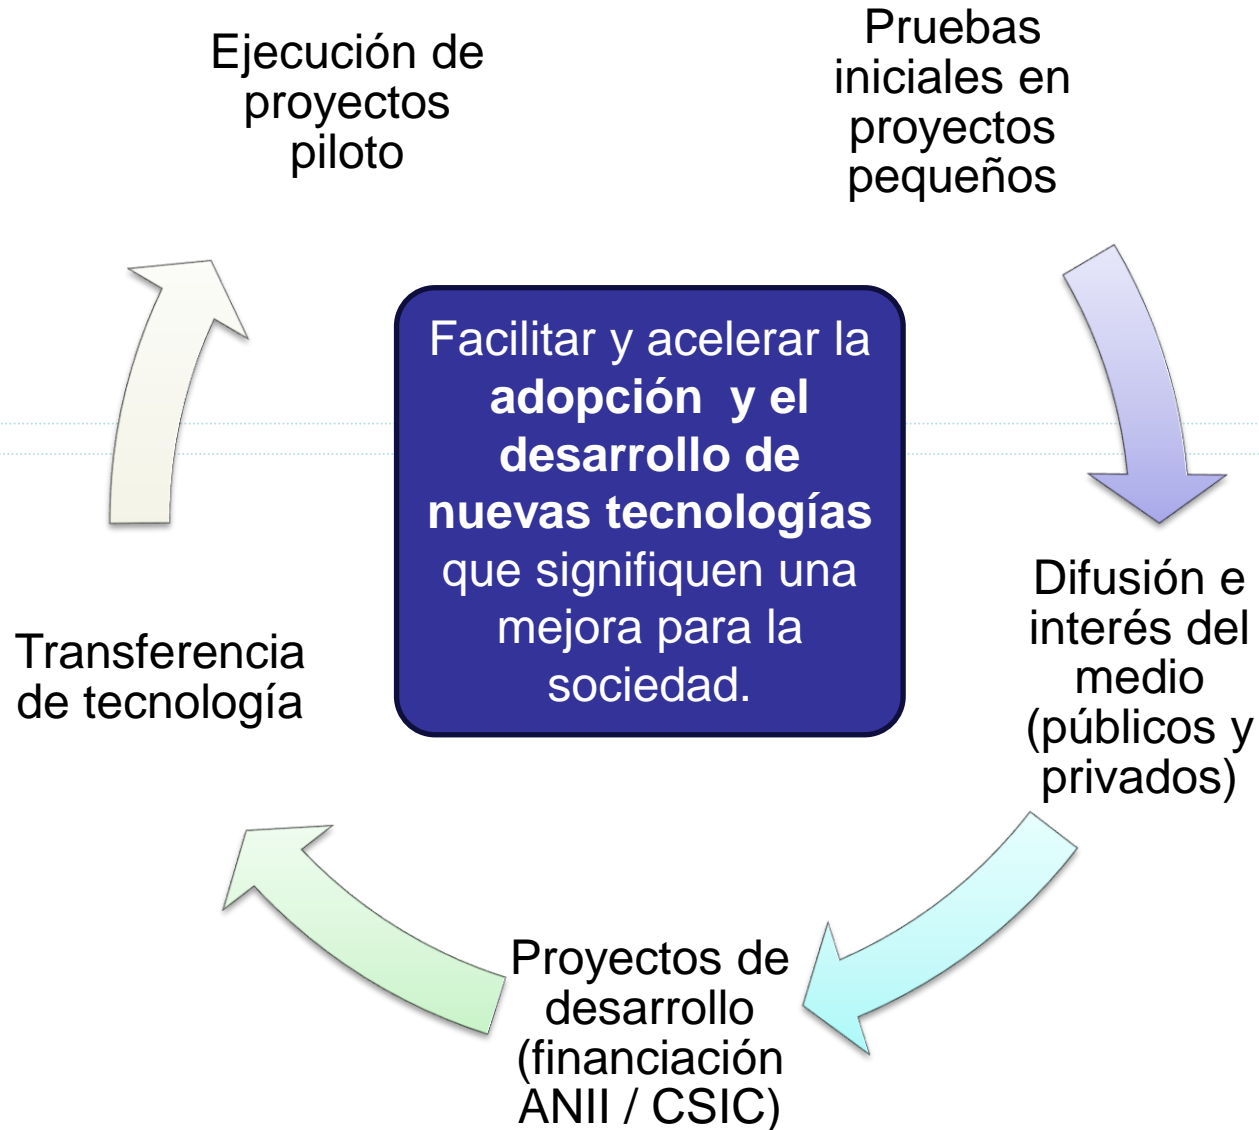 Ejecución de
proyectos
piloto
Pruebas
iniciales en
proyectos
pequeños
Facilitar y acelerar la
adopción  y el
desarrollo de
nuevas tecnologías
que signifiquen una
mejora para la
sociedad.
Difusión e
interés del
medio
(públicos y
privados)
Transferencia
de tecnología
Proyectos de
desarrollo
(financiación
ANII / CSIC)